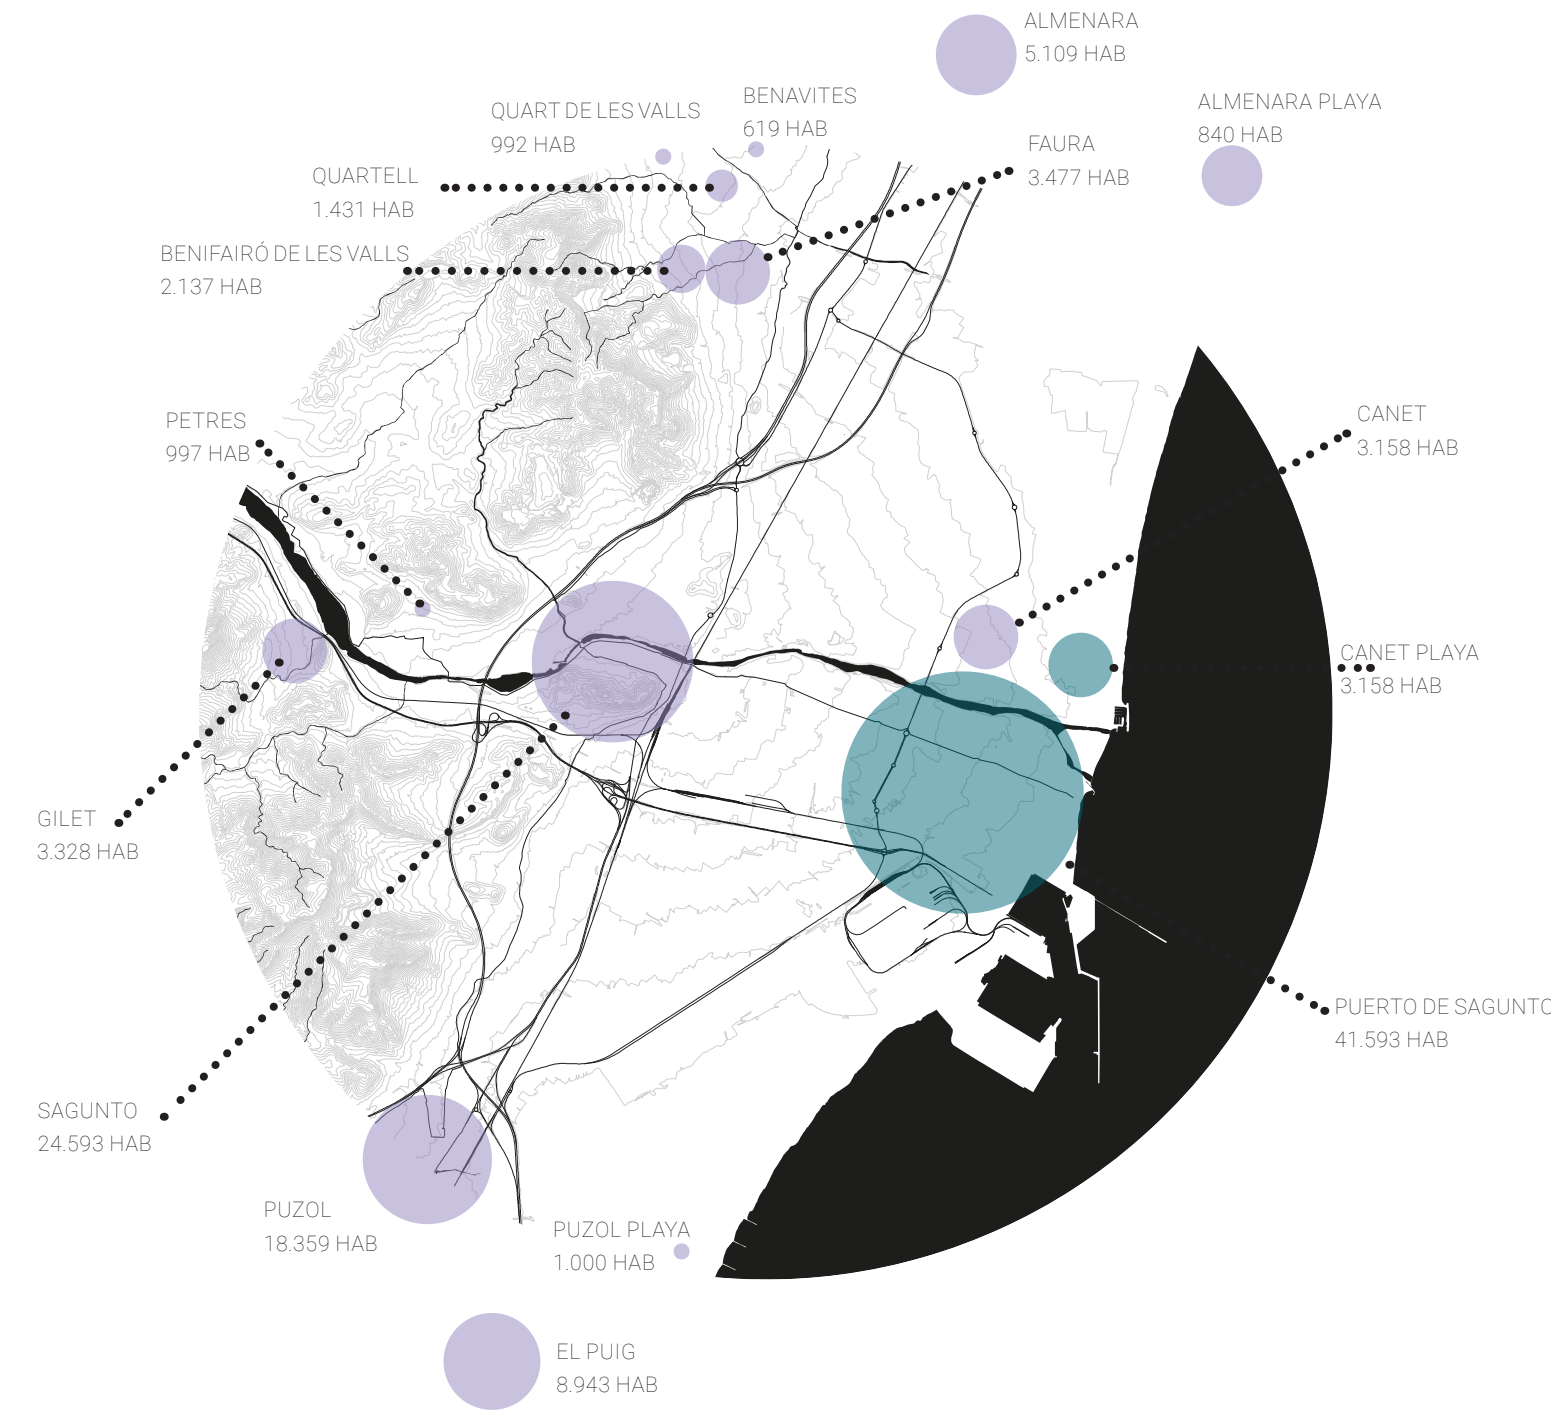 ALMENARA
5.109 HAB
ALMENARA PLAYA
840 HAB
BENAVITES
619 HAB
QUART DE LES VALLS
992 HAB
FAURA
3.477 HAB
QUARTELL
1.431 HAB
BENIFAIRÓ DE LES VALLS
2.137 HAB
PETRES
997 HAB
CANET
3.158 HAB
CANET PLAYA
3.158 HAB
GILET
3.328 HAB
PUERTO DE SAGUNTO
41.593 HAB
SAGUNTO
24.593 HAB
PUZOL
18.359 HAB
PUZOL PLAYA
1.000 HAB
EL PUIG
8.943 HAB